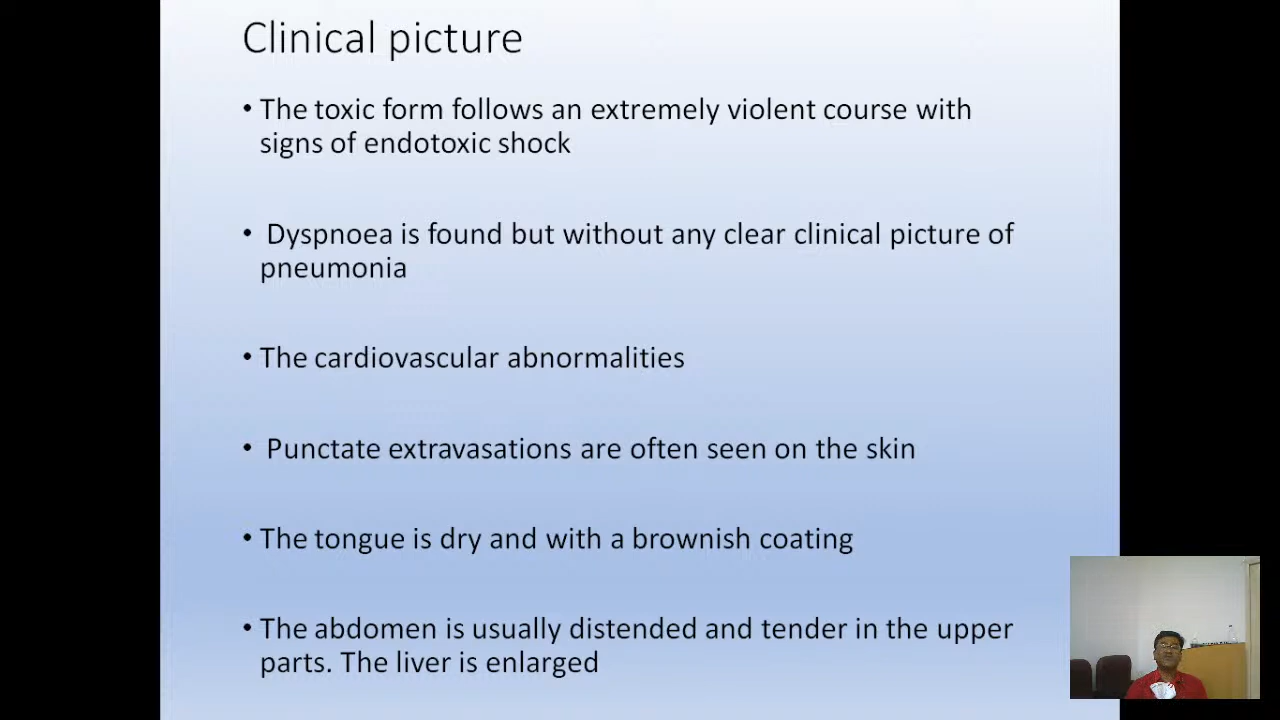 Clinical picture
• The toxic form follows an extremely violent course with
signs of endotoxic shock
• Dyspnoea is found but without any clear clinical picture of
pneumonia
• The cardiovascular abnormalities
• Punctate extravasations are often seen on the skin
• The tongue is dry and with a brownish coating
• The abdomen is usually distended and tender in the upper
parts. The liver is enlarged